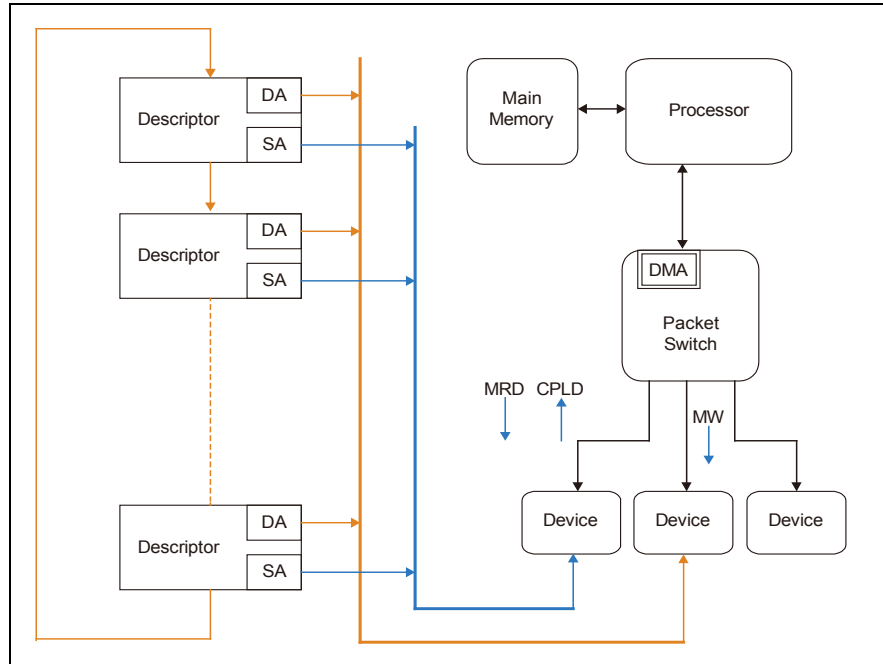 Descriptor
DA
SA
Descriptor
DA
SA
Descriptor
DA
SA
Main
Memory
Processor
DMA
Packet
Switch
MRD
CPLD
MW
Device
Device
Device